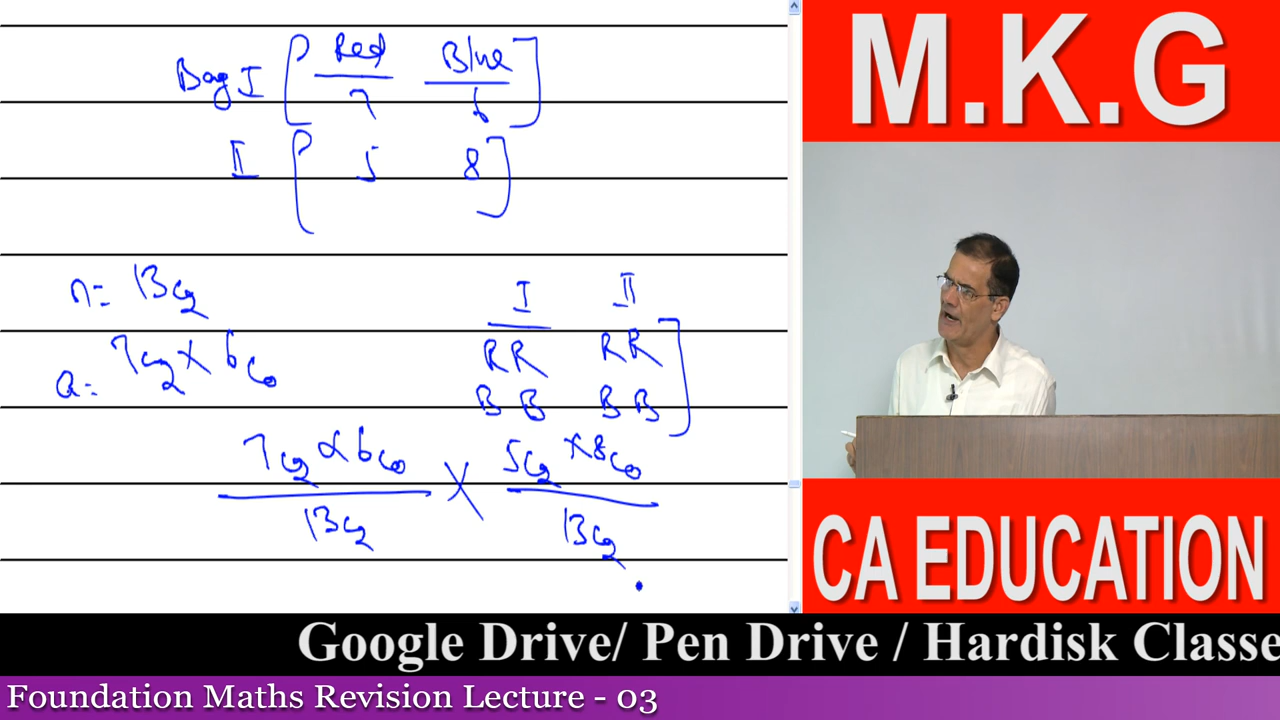 Bag I Red Blue
7 6
II 5 8
n = 13C2
a = 7C2 × 6C0
I II
RR RR
BB BB
7C2 × 6C0 × 5C2 × 8C0
13C2 13C2
M.K.G
CA EDUCATION
Google Drive/ Pen Drive / Hardisk Classe
Foundation Maths Revision Lecture - 03